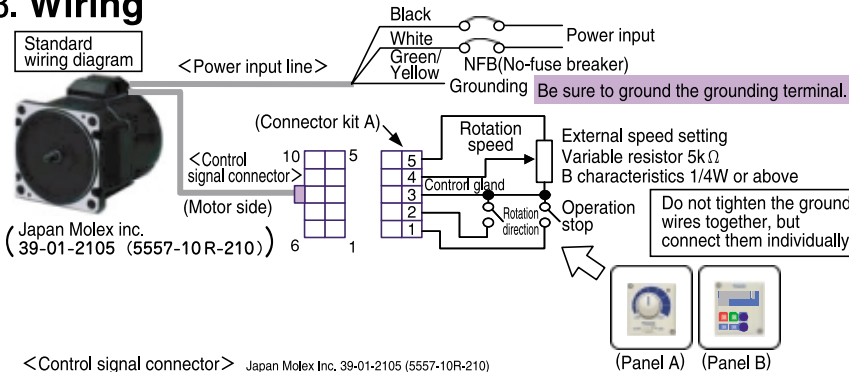 3. Wiring
Standard
wiring diagram
<Power input line>
Black
White
Green/
Yellow
Power input
NFB(No-fuse breaker)
Grounding
Be sure to ground the grounding terminal.
(Connector kit A)
<Control
signal connector>
10
5
(Motor side)
6
1
(Japan Molex inc.
39-01-2105 (5557-10R-210))
5
4
3
2
1
Rotation
speed
Control gland
Rotation
direction
External speed setting
Variable resistor 5kΩ
B characteristics 1/4W or above
Operation
stop
Do not tighten the ground
wires together, but
connect them individually
(Panel A)
(Panel B)
<Control signal connector> Japan Molex Inc. 39-01-2105 (5557-10R-210)